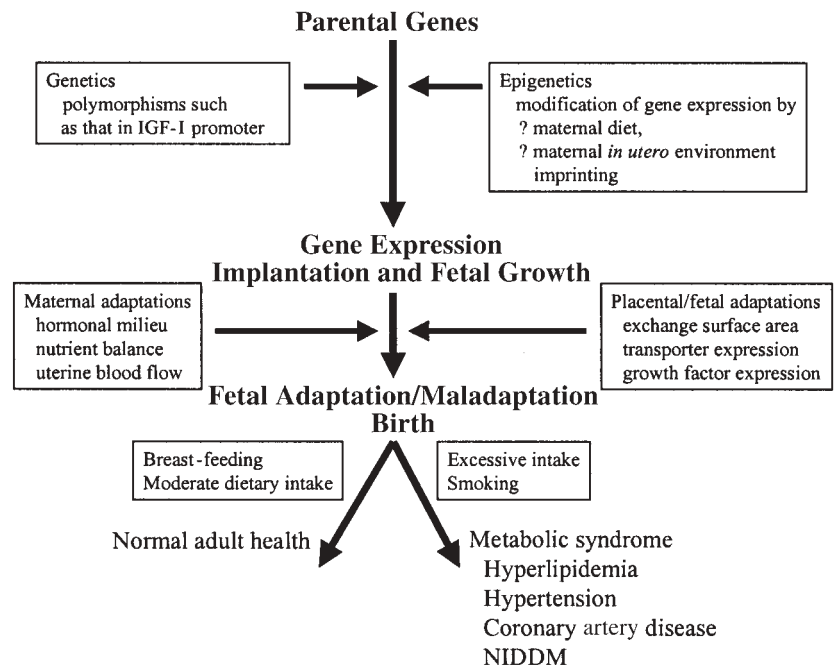 Parental Genes
Genetics
polymorphisms such
as that in IGF-I promoter
Epigenetics
modification of gene expression by
? maternal diet,
? maternal in utero environment
imprinting
Gene Expression
Implantation and Fetal Growth
Maternal adaptations
hormonal milieu
nutrient balance
uterine blood flow
Placental/fetal adaptations
exchange surface area
transporter expression
growth factor expression
Fetal Adaptation/Maladaptation
Birth
Breast-feeding
Moderate dietary intake
Excessive intake
Smoking
Normal adult health
Metabolic syndrome
Hyperlipidemia
Hypertension
Coronary artery disease
NIDDM